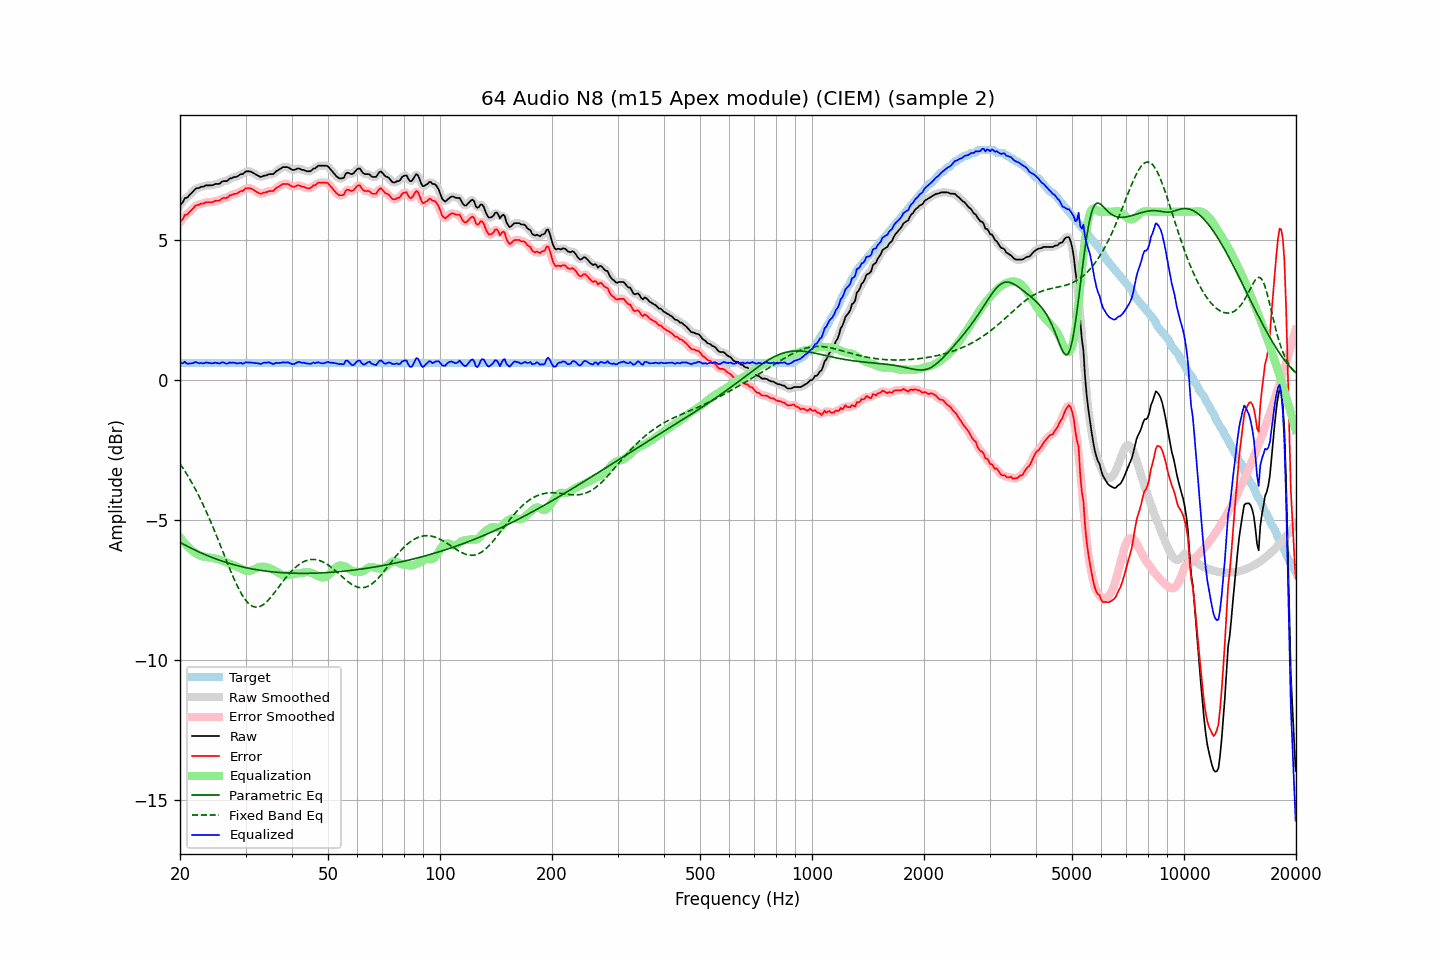 64 Audio N8 (m15 Apex module) (CIEM) (sample 2)
Amplitude (dBr)
5
0
−5
−10
−15
Target
Raw Smoothed
Error Smoothed
Raw
Error
Equalization
Parametric Eq
Fixed Band Eq
Equalized
20
50
100
200
500
1000
2000
5000
10000
20000
Frequency (Hz)